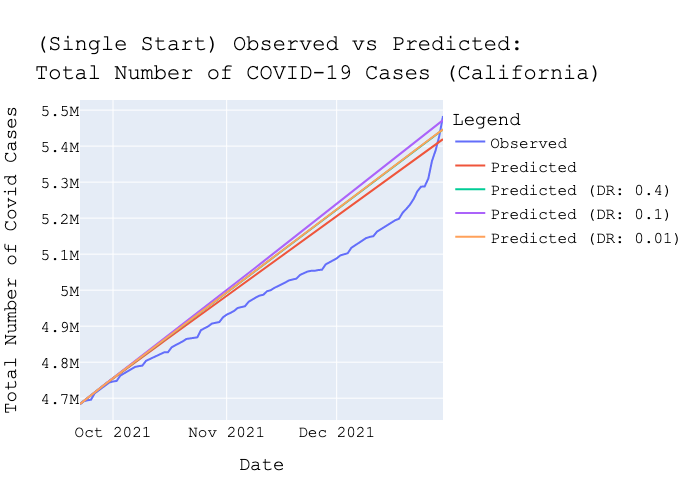 (Single Start) Observed vs Predicted:
Total Number of COVID-19 Cases (California)
Total Number of Covid Cases
5.5M
5.4M
5.3M
5.2M
5.1M
5M
4.9M
4.8M
4.7M
Oct 2021
Nov 2021
Dec 2021
Date
Legend
Observed
Predicted
Predicted (DR: 0.4)
Predicted (DR: 0.1)
Predicted (DR: 0.01)